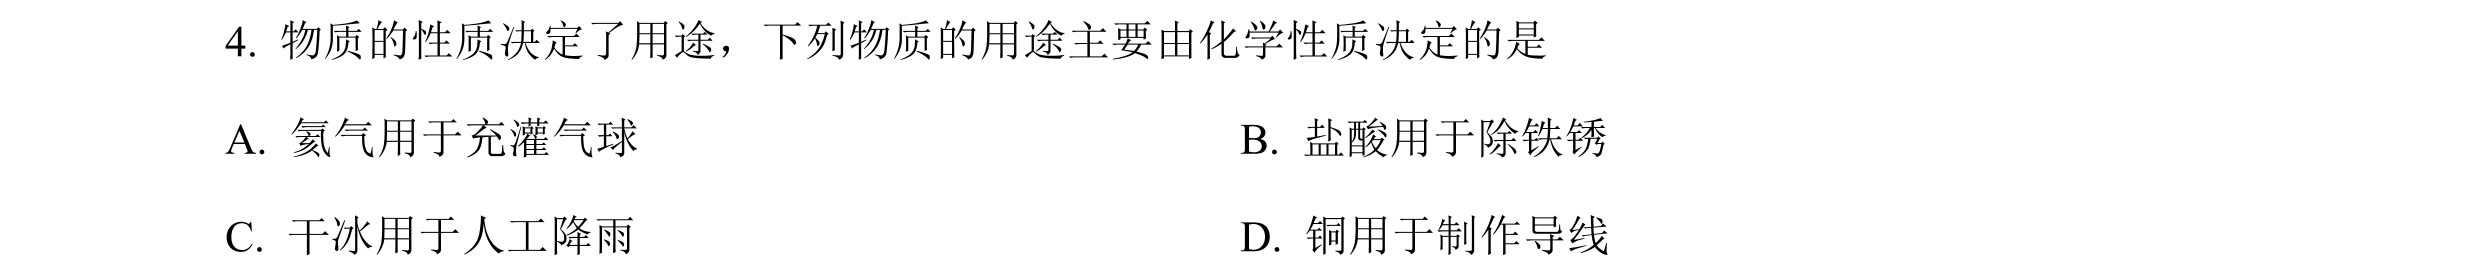 4. 物质的性质决定了用途，下列物质的用途主要由化学性质决定的是
A. 氦气用于充灌气球 B. 盐酸用于除铁锈
C. 干冰用于人工降雨 D. 铜用于制作导线